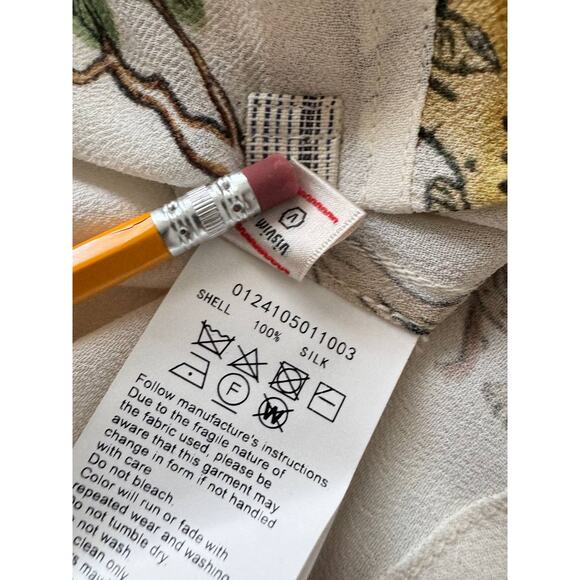 visvim
0124105011003
SHELL 100% SILK
F W
Follow manufacture's instructions
Due to the fragile nature of
the fabric used, please be
aware that this garment may
change in form if not handled
with care
Do not bleach.
Color will run or fade with
repeated wear and washing
Do not tumble dry.
not wash
clean only